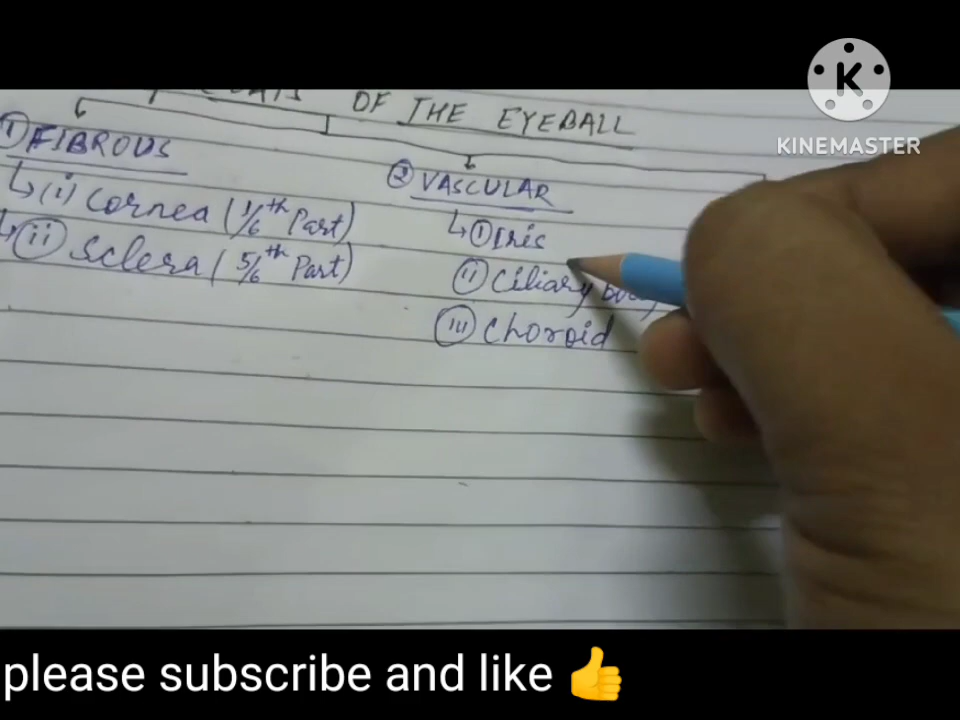 OF THE EYEBALL
① FIBROUS
(i) Cornea (1/6th Part)
ii Sclera (5/6th Part)
② VASCULAR
① Iris
ii Ciliary
iii Choroid
K
KINEMASTER
please subscribe and like 👍